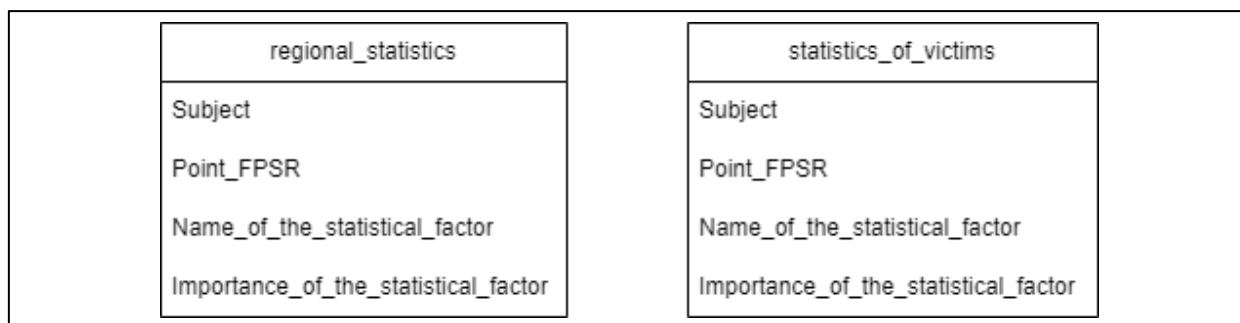 regional_statistics
Subject
Point_FPSR
Name_of_the_statistical_factor
Importance_of_the_statistical_factor
statistics_of_victims
Subject
Point_FPSR
Name_of_the_statistical_factor
Importance_of_the_statistical_factor